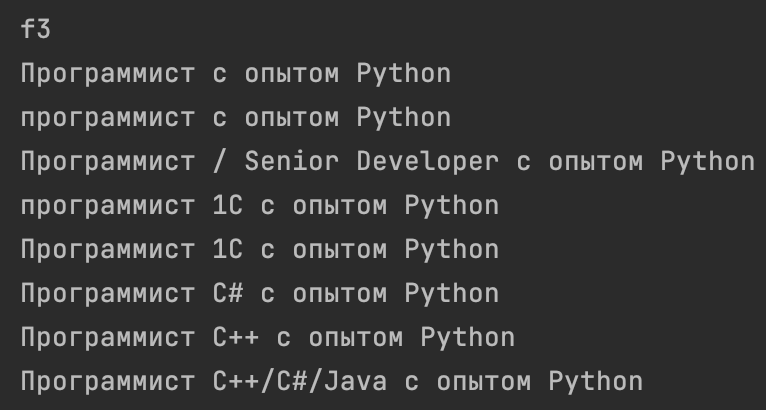 f3
Программист с опытом Python
программист с опытом Python
Программист / Senior Developer с опытом Python
программист 1С с опытом Python
Программист 1С с опытом Python
Программист C# с опытом Python
Программист C++ с опытом Python
Программист C++/C#/Java с опытом Python